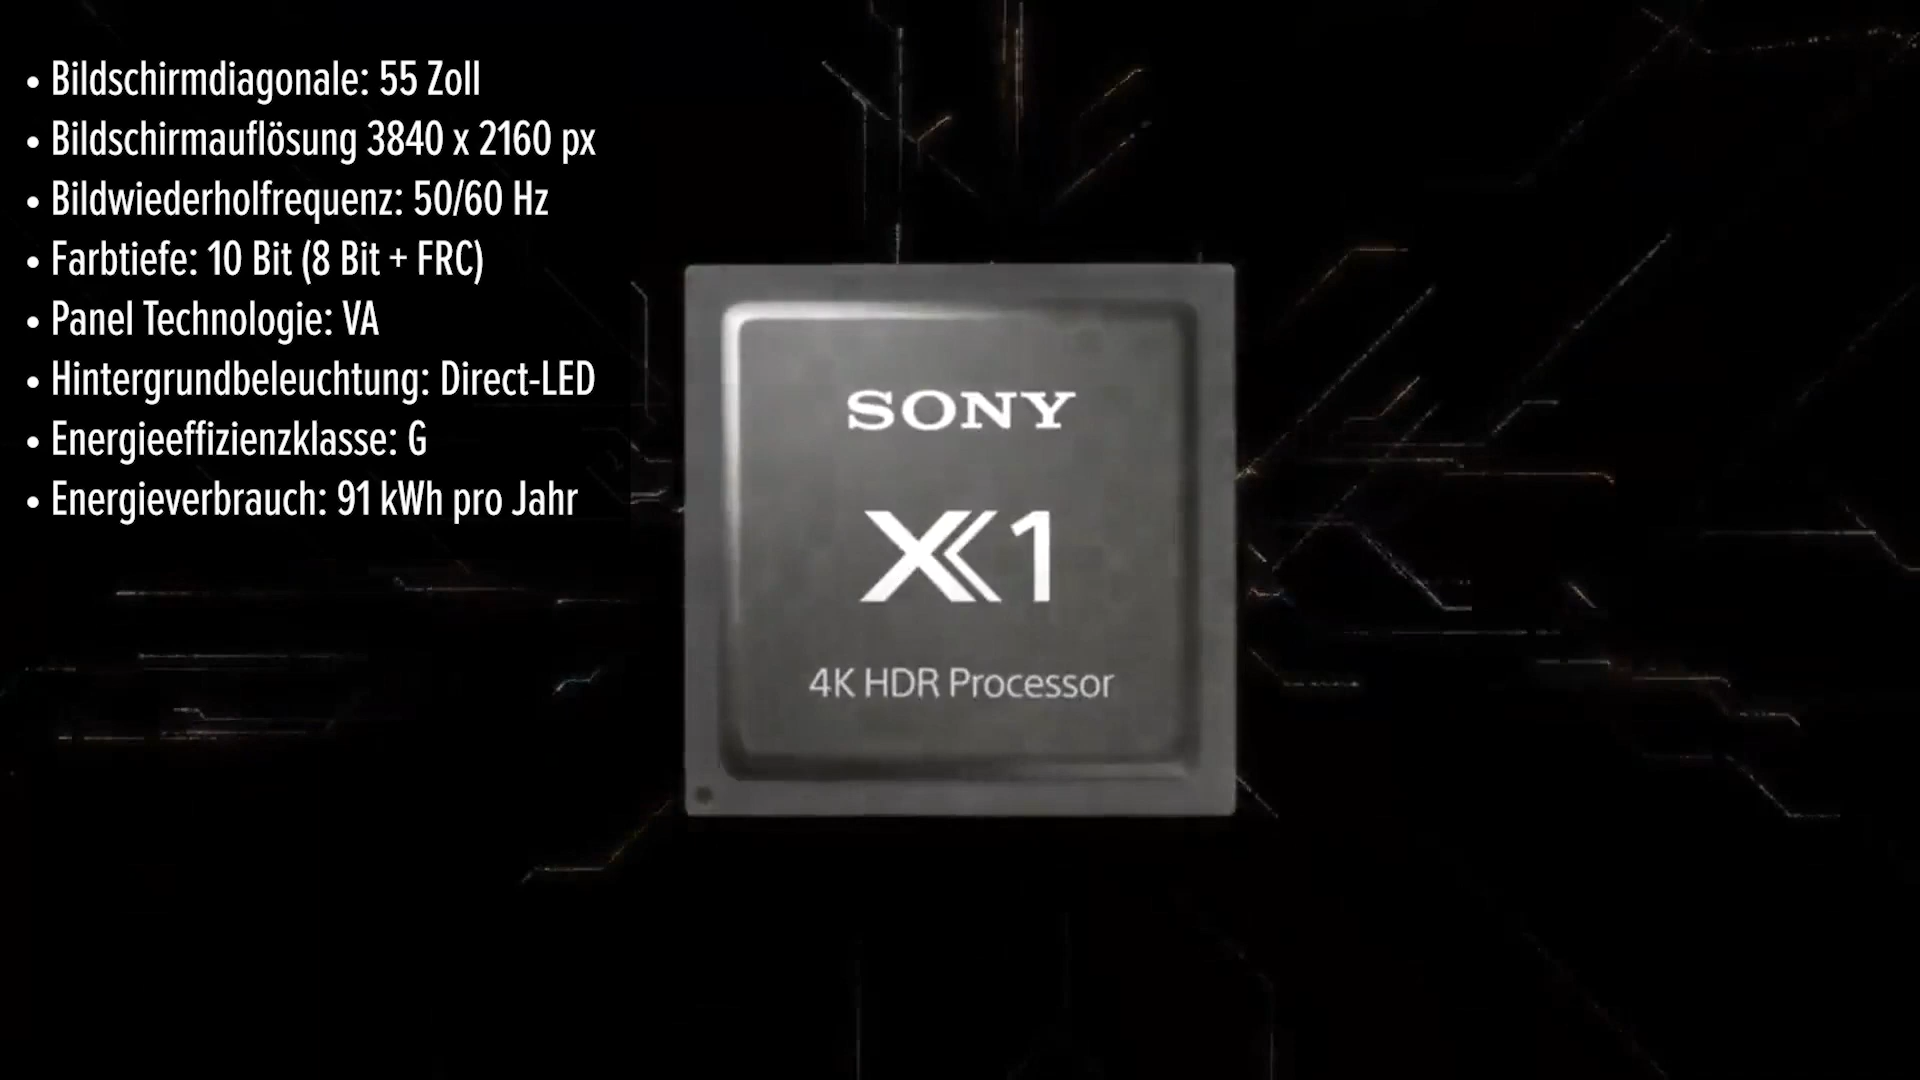 • Bildschirmdiagonale: 55 Zoll
• Bildschirmauflösung 3840 x 2160 px
• Bildwiederholfrequenz: 50/60 Hz
• Farbtiefe: 10 Bit (8 Bit + FRC)
• Panel Technologie: VA
• Hintergrundbeleuchtung: Direct-LED
• Energieeffizienzklasse: G
• Energieverbrauch: 91 kWh pro Jahr
SONY
X1
4K HDR Processor